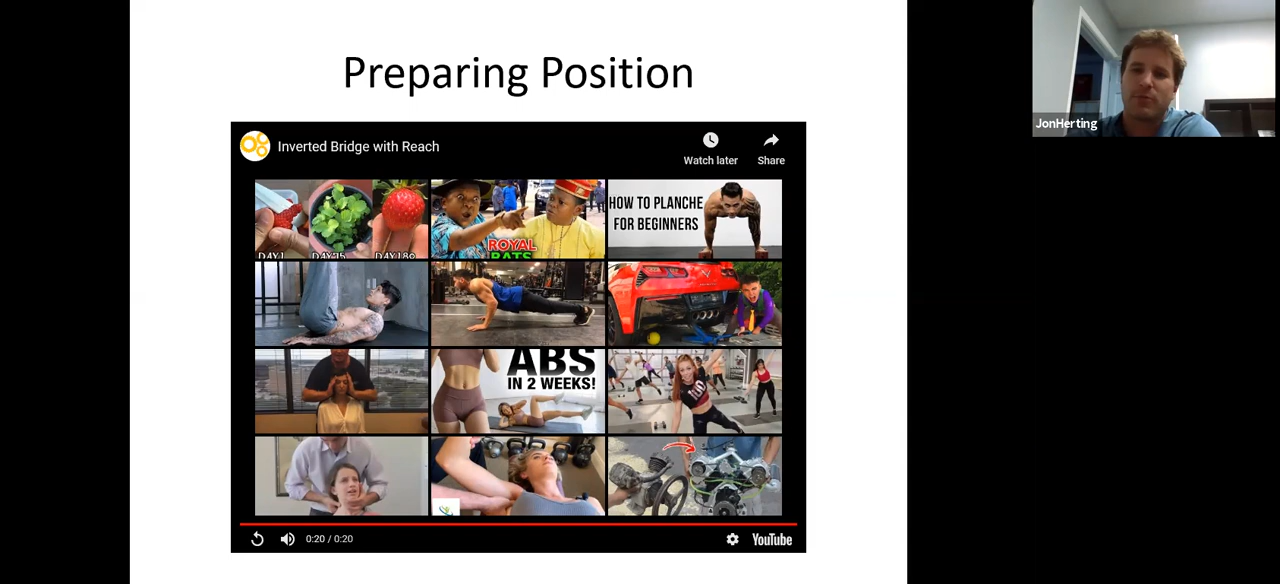 Preparing Position
JonHerting
Inverted Bridge with Reach
Watch later
Share
DAY1 DAY15 DAY180
ROYAL
RATS
HOW TO PLANCHE
FOR BEGINNERS
ABS
IN 2 WEEKS!
0:20 / 0:20
YouTube